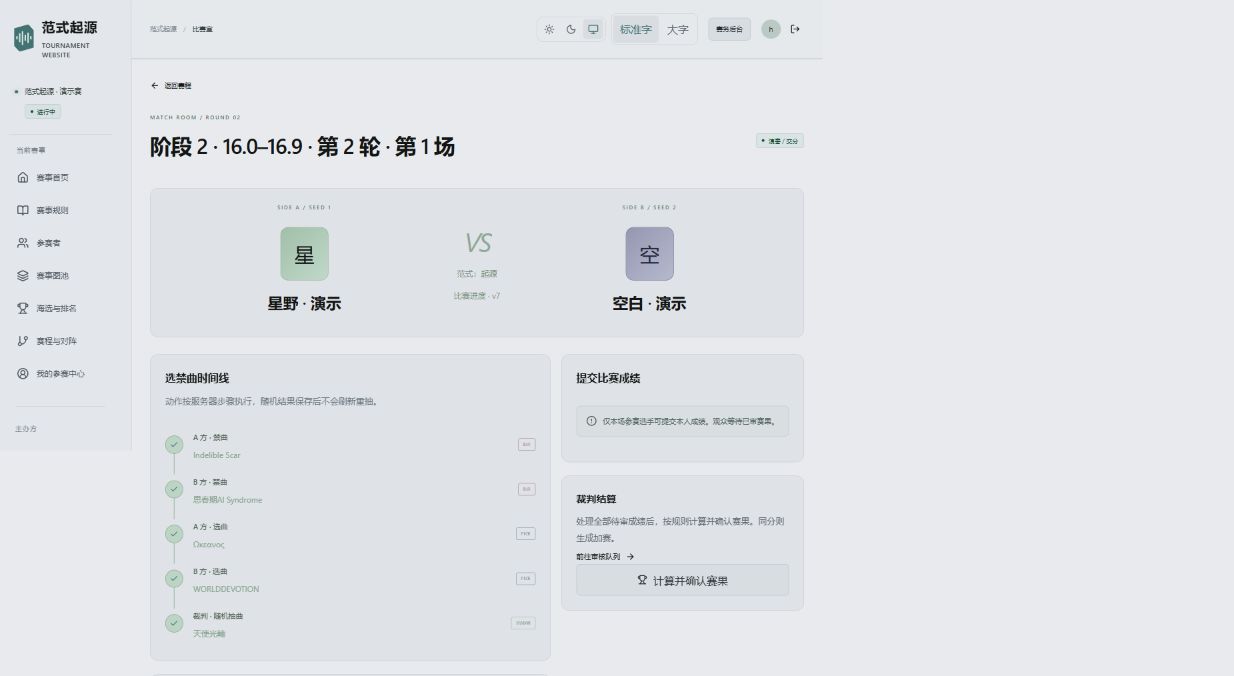 范式起源
TOURNAMENT
WEBSITE
范式起源 · 演示赛
进行中
当前赛事
赛事首页
赛事规则
参赛者
赛事图池
海选与排名
赛程与对阵
我的参赛中心
主办方
范式起源 / 比赛室
标准字 大字
赛务后台
h
返回赛程
MATCH ROOM / ROUND 02
阶段 2 · 16.0–16.9 · 第 2 轮 · 第 1 场
演奏 / 交分
SIDE A / SEED 1
星
星野 · 演示
VS
范式：起源
比赛进度 · v7
SIDE B / SEED 2
空
空白 · 演示
选禁曲时间线
动作按服务器步骤执行，随机结果保存后不会刷新重抽。
A 方 · 禁曲
Indelible Scar
BAN
B 方 · 禁曲
思春期AI Syndrome
BAN
A 方 · 选曲
Ωκεανος
PICK
B 方 · 选曲
WORLDDEVOTION
PICK
裁判 · 随机抽曲
天使光輪
提交比赛成绩
仅本场参赛选手可提交本人成绩。观众等待已审赛果。
裁判结算
处理全部待审成绩后，按规则计算并确认赛果。同分则
生成加赛。
前往审核队列
计算并确认赛果